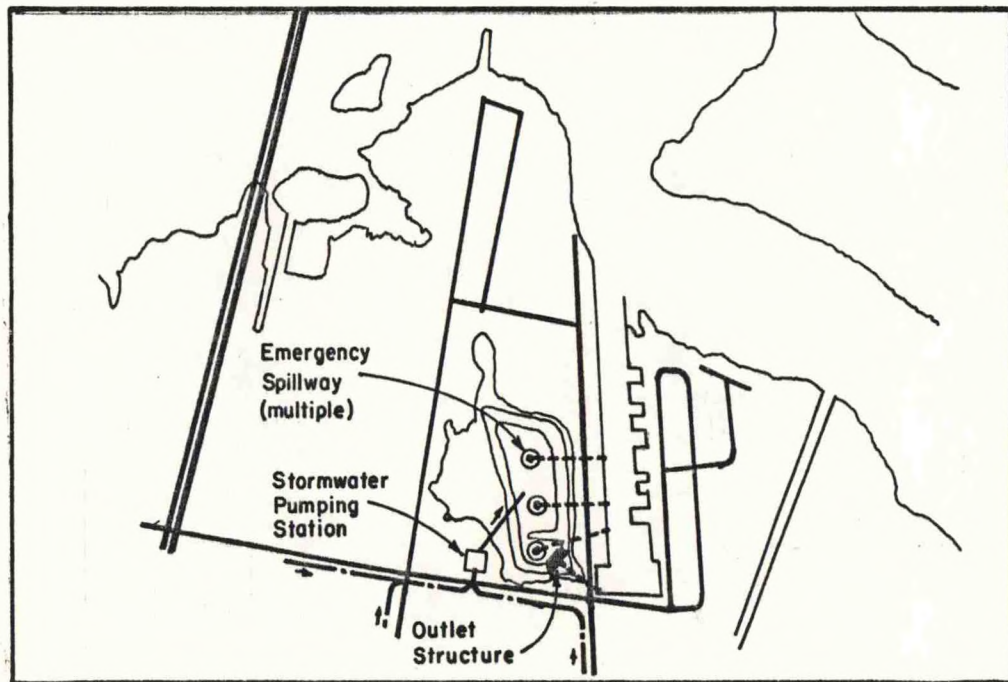 Emergency
Spillway
(multiple)
Stormwater
Pumping
Station
Outlet
Structure